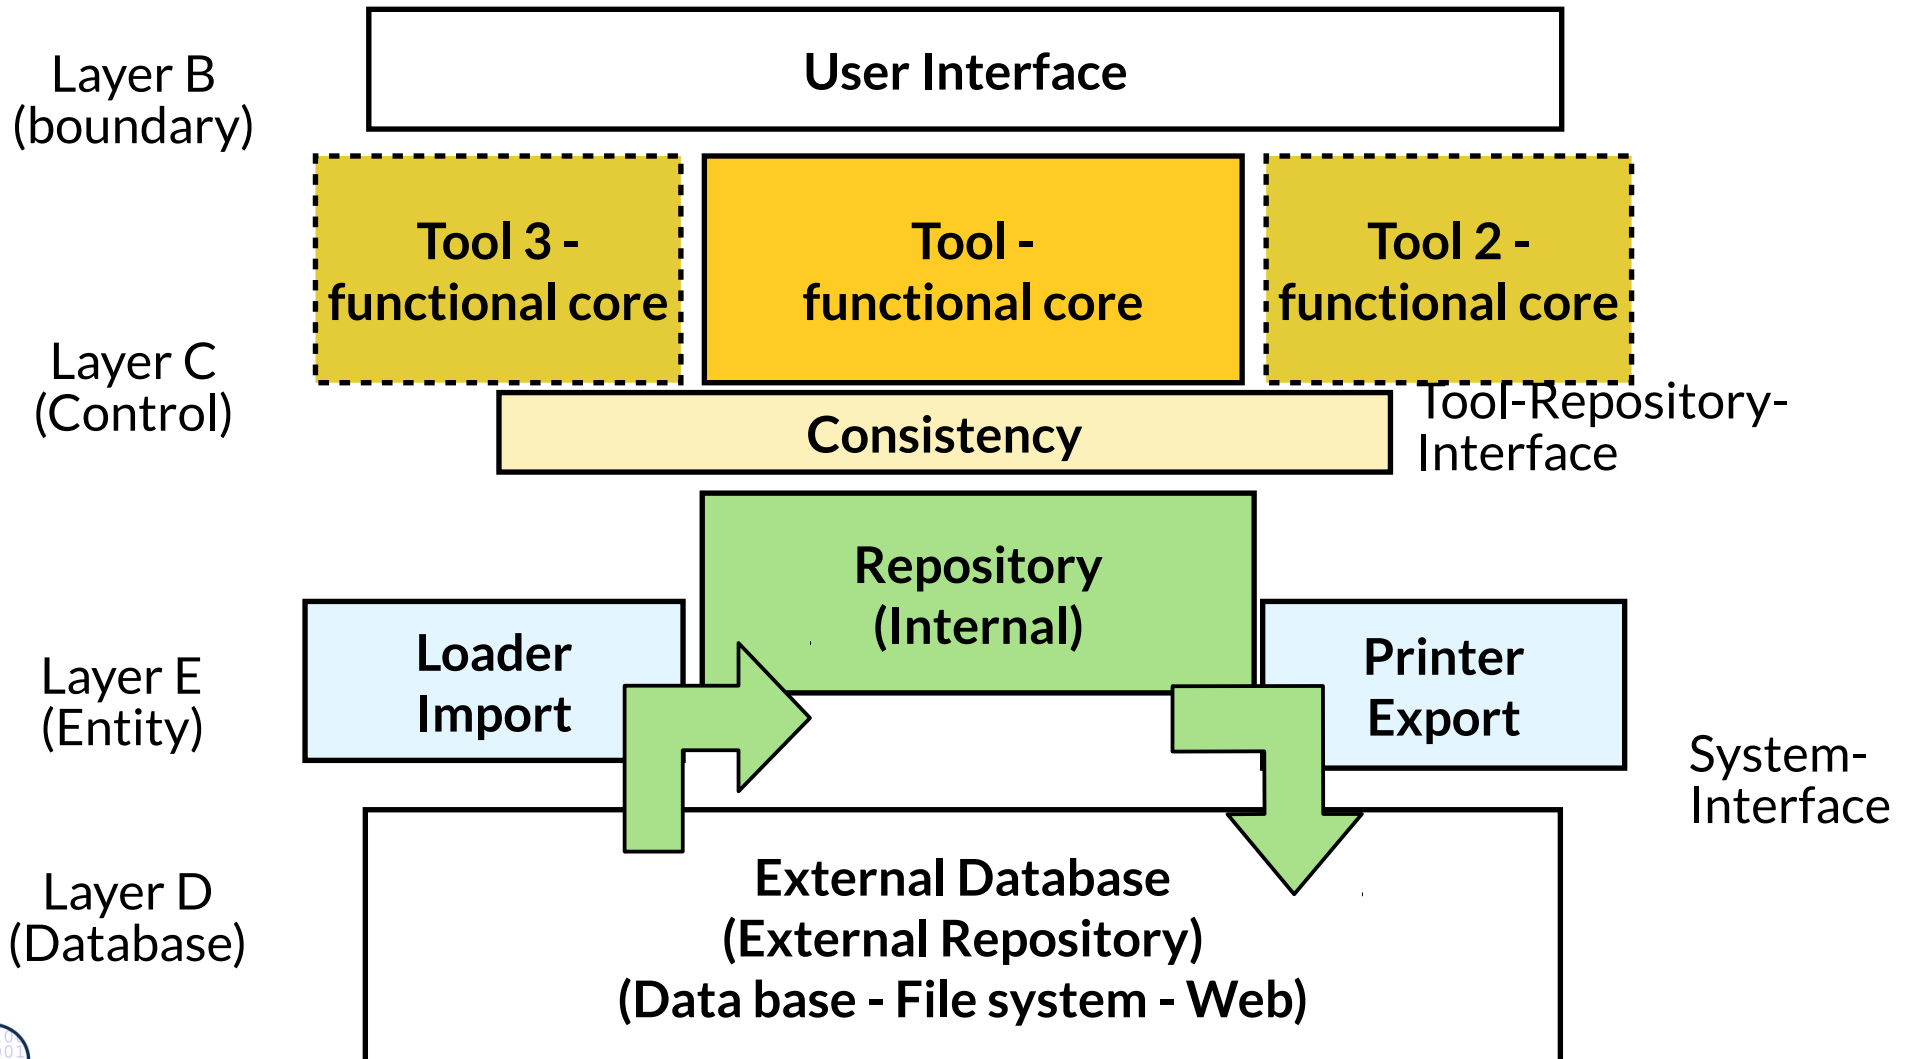 Layer B
(boundary)
User Interface
Tool 3 -
functional core
Tool -
functional core
Tool 2 -
functional core
Layer C
(Control)
Consistency
Tool-Repository-
Interface
Repository
(Internal)
Loader
Import
Printer
Export
Layer E
(Entity)
System-
Interface
Layer D
(Database)
External Database
(External Repository)
(Data base - File system - Web)